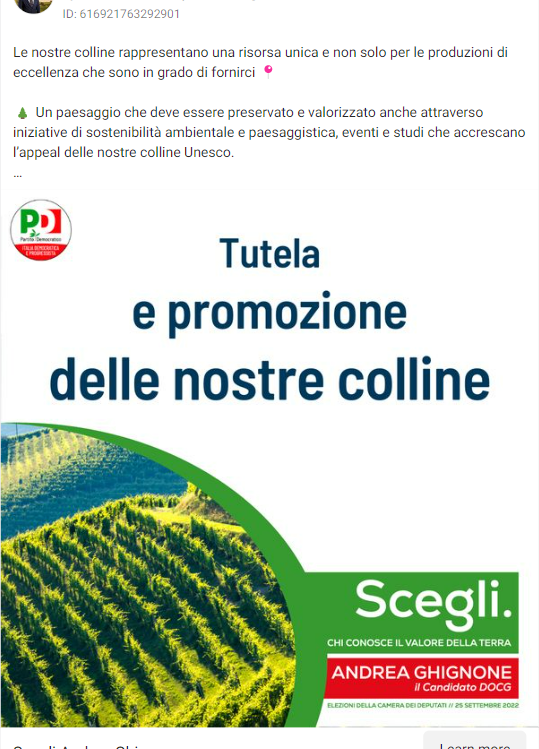 ID: 616921763292901
Le nostre colline rappresentano una risorsa unica e non solo per le produzioni di
eccellenza che sono in grado di fornirci
Un paesaggio che deve essere preservato e valorizzato anche attraverso
iniziative di sostenibilità ambientale e paesaggistica, eventi e studi che accrescano
l'appeal delle nostre colline Unesco.
...
PD
Partito Democratico
ITALIA DEMOCRATICA
E PROGRESSISTA
Tutela
e promozione
delle nostre colline
Scegli.
CHI CONOSCE IL VALORE DELLA TERRA
ANDREA GHIGNONE
il Candidato DOCG
ELEZIONI DELLA CAMERA DEI DEPUTATI // 25 SETTEMBRE 2022
Learn more